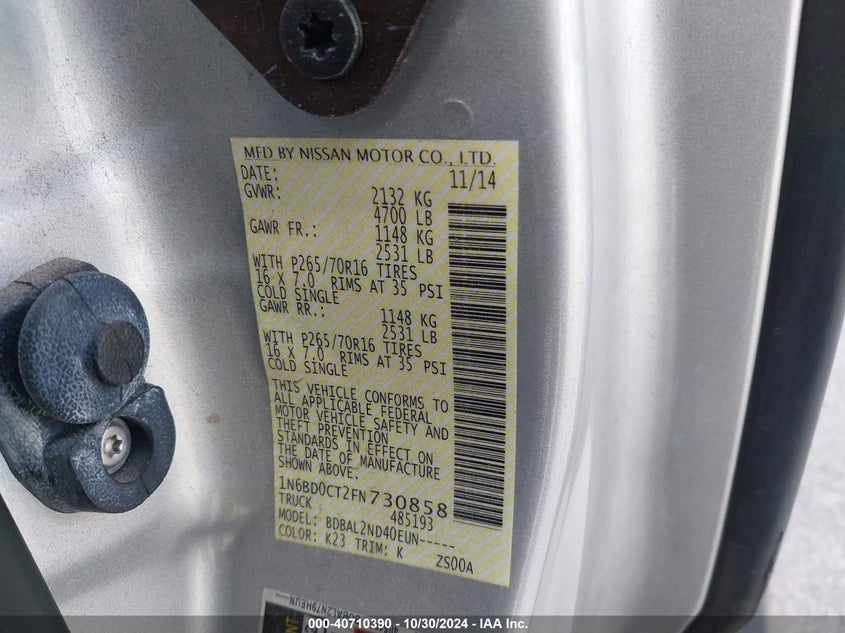 MFD BY NISSAN MOTOR CO., LTD.
DATE: 11/14
GVWR: 2132 KG
4700 LB
GAWR FR.: 1148 KG
2531 LB
WITH P265/70R16 TIRES
16 X 7.0 RIMS AT 35 PSI
COLD SINGLE
GAWR RR.: 1148 KG
2531 LB
WITH P265/70R16 TIRES
16 X 7.0 RIMS AT 35 PSI
COLD SINGLE
THIS VEHICLE CONFORMS TO
ALL APPLICABLE FEDERAL
MOTOR VEHICLE SAFETY AND
THEFT PREVENTION
STANDARDS IN EFFECT ON
THE DATE OF MANUFACTURE
SHOWN ABOVE.
1N6BD0CT2FN730858
TRUCK 485193
MODEL: BDBAL2ND40EUN-----
COLOR: K23 TRIM: K ZS00A
000-40710390 - 10/30/2024 - IAA Inc.